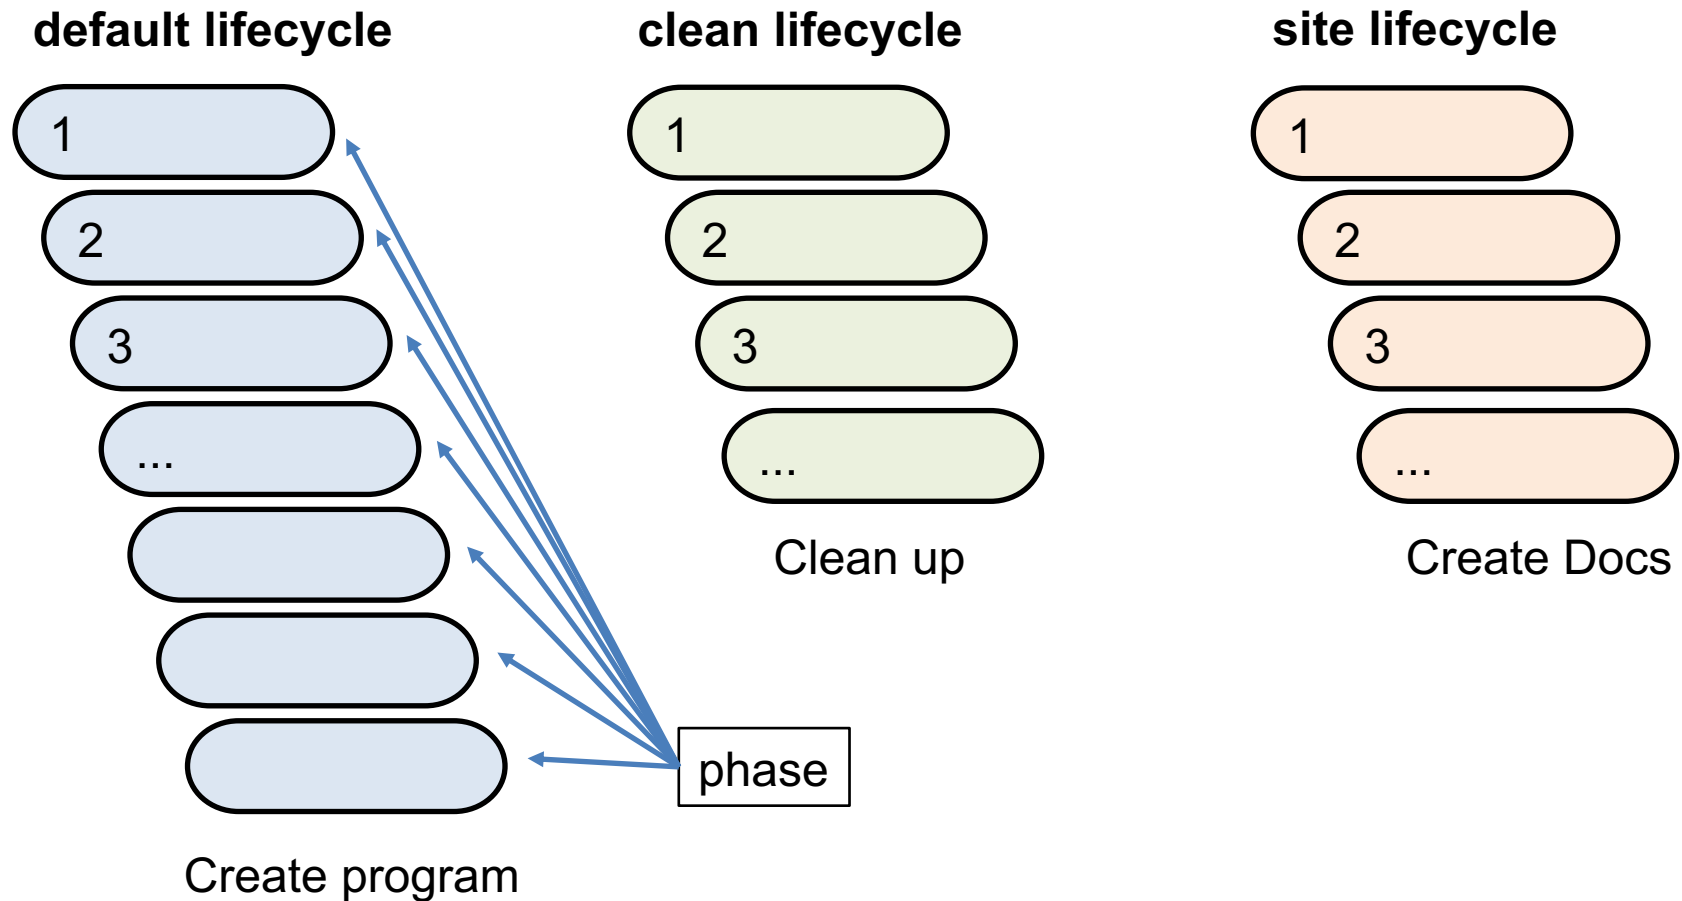 default lifecycle
1
2
3
...
Create program
clean lifecycle
1
2
3
...
Clean up
site lifecycle
1
2
3
...
Create Docs
phase